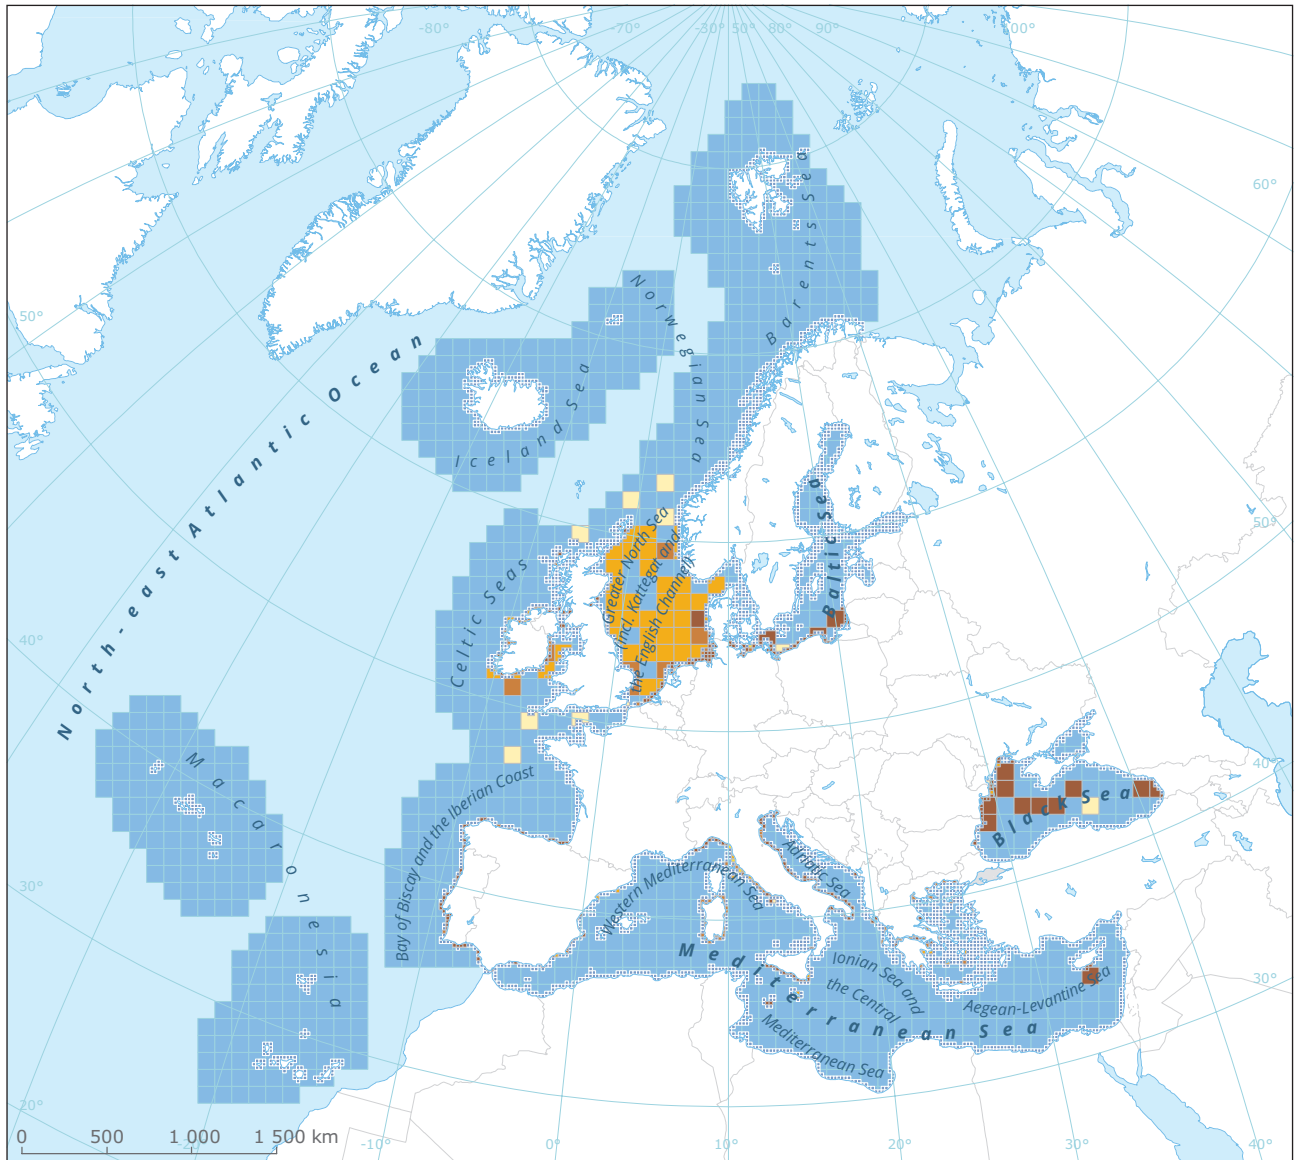 -80°
-70°
-30°
50°
80°
90°
100°
60°
50°
50°
40°
40°
30°
30°
20°
-20°
-10°
0°
10°
20°
30°
40°
North-east Atlantic Ocean
Barents Sea
Norwegian Sea
Iceland Sea
Celtic Seas
Greater North Sea
(incl. Kattegat and
the English Channel)
Baltic Sea
Macaronesia
Bay of Biscay and the Iberian Coast
Black Sea
Adriatic Sea
Western Mediterranean Sea
Mediterranean Sea
Ionian Sea and
the Central
Mediterranean Sea
Aegean-Levantine Sea
0 500 1 000 1 500 km